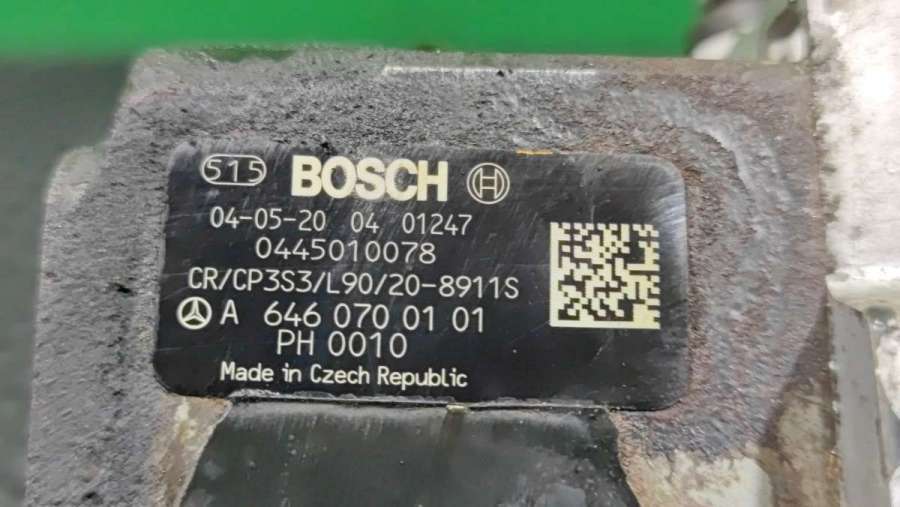 515 BOSCH
04-05-20 04 01247
0445010078
CR/CP3S3/L90/20-8911S
A 646 070 01 01
PH 0010
Made in Czech Republic